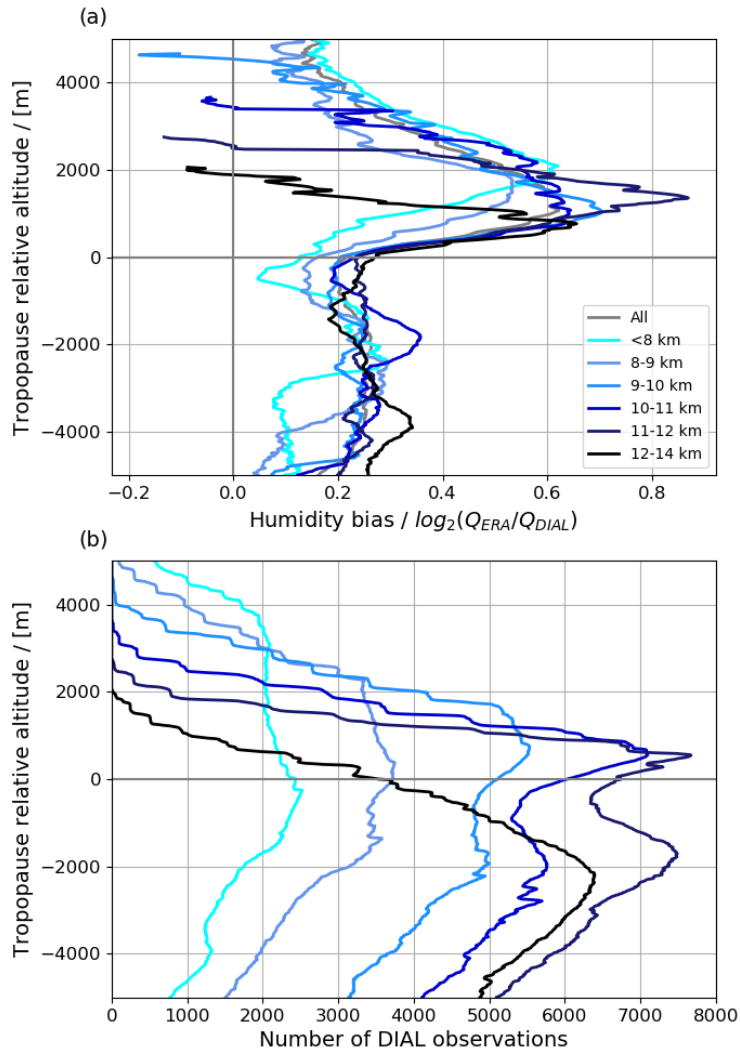 (a)
Tropopause relative altitude / [m]
4000
2000
0
−2000
−4000
All
<8 km
8-9 km
9-10 km
10-11 km
11-12 km
12-14 km
−0.2 0.0 0.2 0.4 0.6 0.8
Humidity bias / log₂(Q_ERA/Q_DIAL)
(b)
Tropopause relative altitude / [m]
4000
2000
0
−2000
−4000
0 1000 2000 3000 4000 5000 6000 7000 8000
Number of DIAL observations